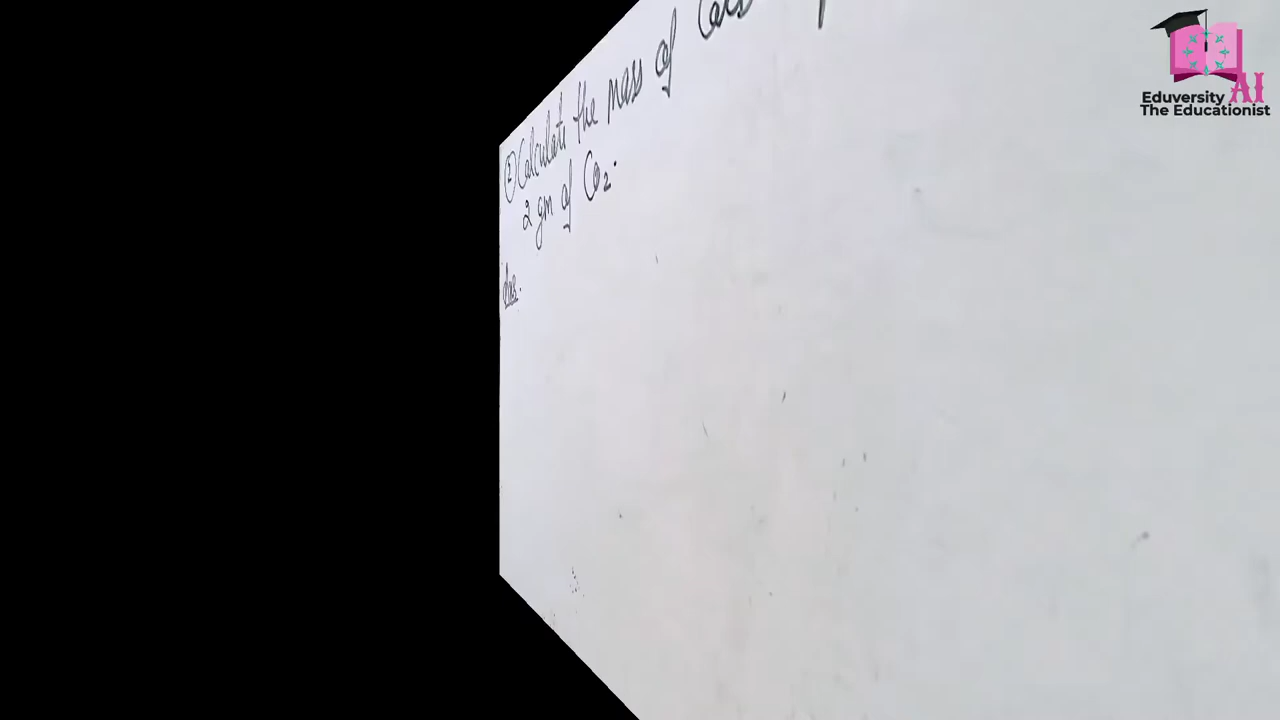 ② Calculate the mass of
2 gm of CO₂.
Ans.
Eduversity AI
The Educationist